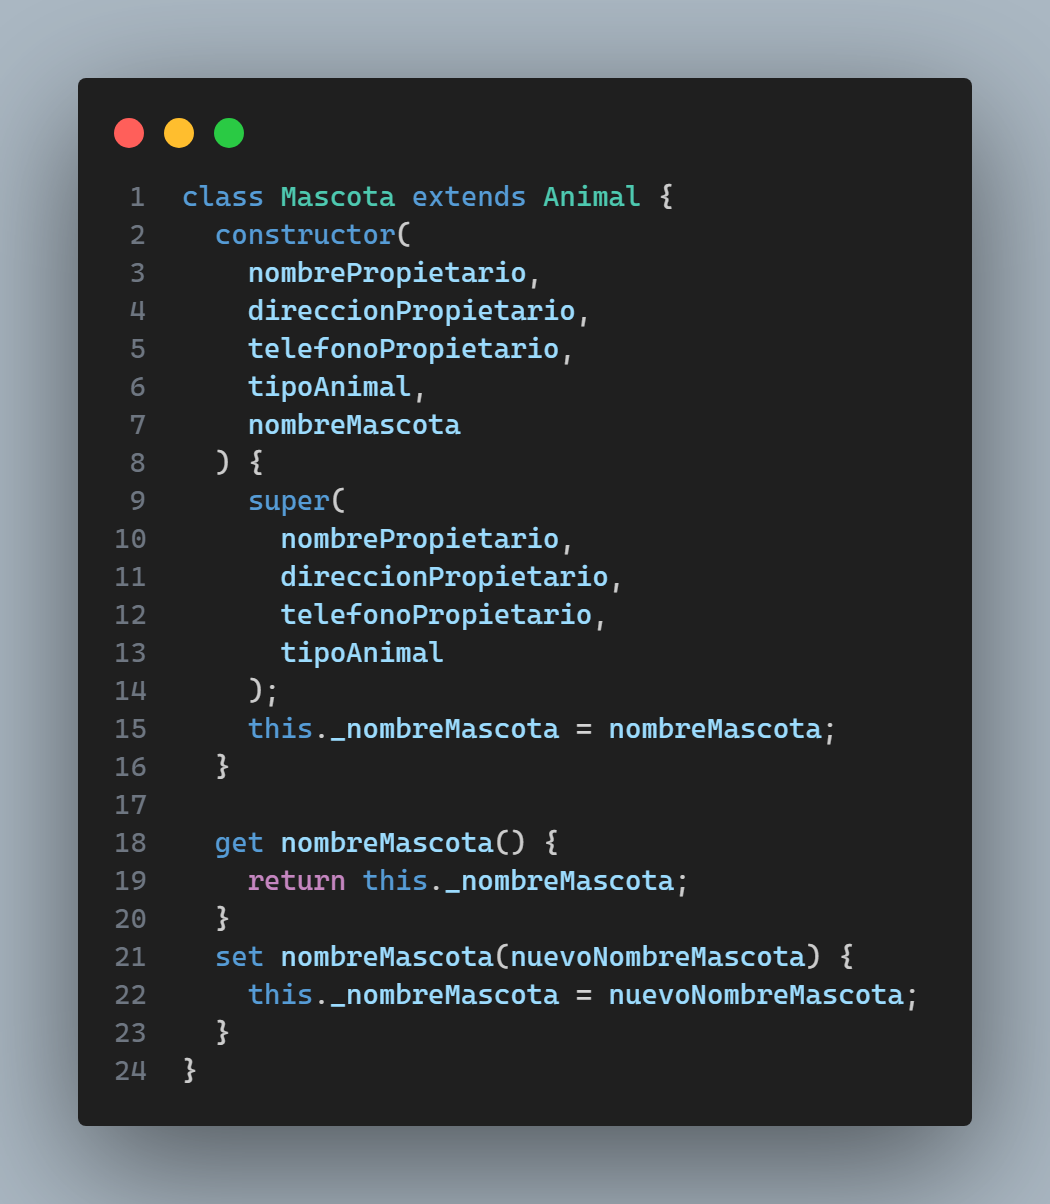 1 class Mascota extends Animal {
2   constructor(
3     nombrePropietario,
4     direccionPropietario,
5     telefonoPropietario,
6     tipoAnimal,
7     nombreMascota
8   ) {
9     super(
10       nombrePropietario,
11       direccionPropietario,
12       telefonoPropietario,
13       tipoAnimal
14     );
15     this._nombreMascota = nombreMascota;
16   }
17
18   get nombreMascota() {
19     return this._nombreMascota;
20   }
21   set nombreMascota(nuevoNombreMascota) {
22     this._nombreMascota = nuevoNombreMascota;
23   }
24 }